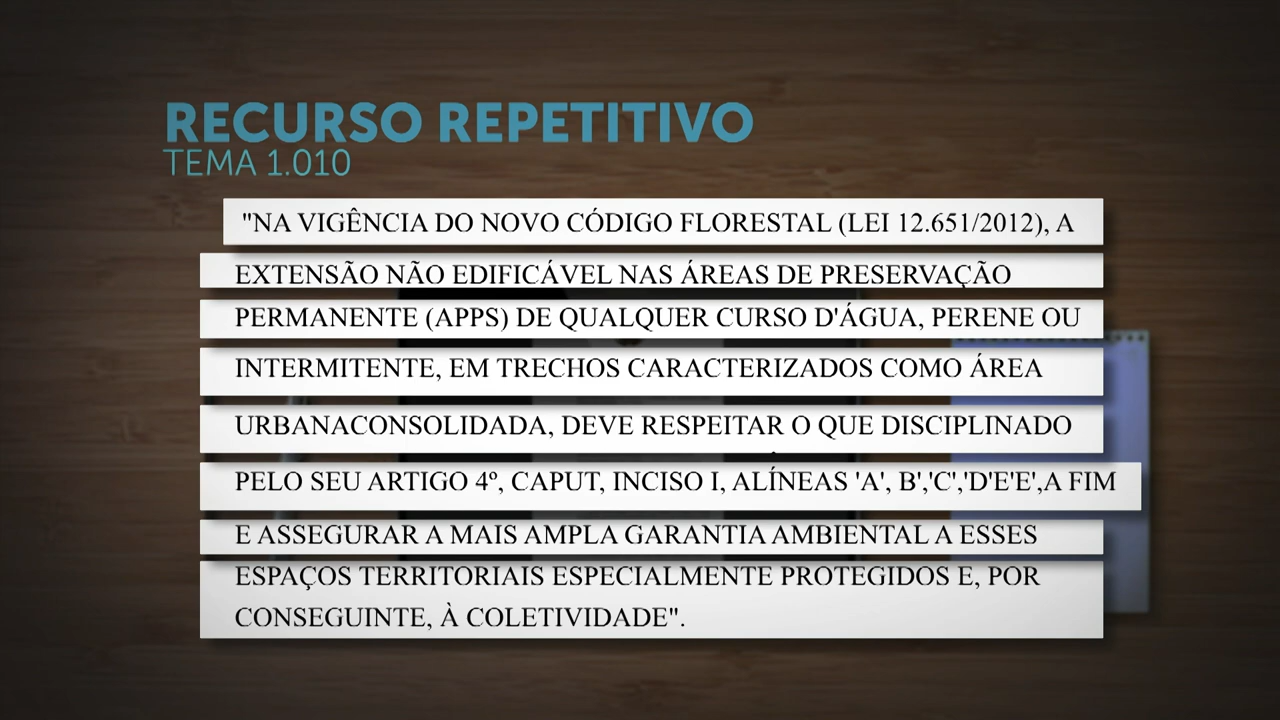 RECURSO REPETITIVO
TEMA 1.010
"NA VIGÊNCIA DO NOVO CÓDIGO FLORESTAL (LEI 12.651/2012), A
EXTENSÃO NÃO EDIFICÁVEL NAS ÁREAS DE PRESERVAÇÃO
PERMANENTE (APPS) DE QUALQUER CURSO D'ÁGUA, PERENE OU
INTERMITENTE, EM TRECHOS CARACTERIZADOS COMO ÁREA
URBANACONSOLIDADA, DEVE RESPEITAR O QUE DISCIPLINADO
PELO SEU ARTIGO 4º, CAPUT, INCISO I, ALÍNEAS 'A', B','C','D'E'E',A FIM
E ASSEGURAR A MAIS AMPLA GARANTIA AMBIENTAL A ESSES
ESPAÇOS TERRITORIAIS ESPECIALMENTE PROTEGIDOS E, POR
CONSEGUINTE, À COLETIVIDADE".